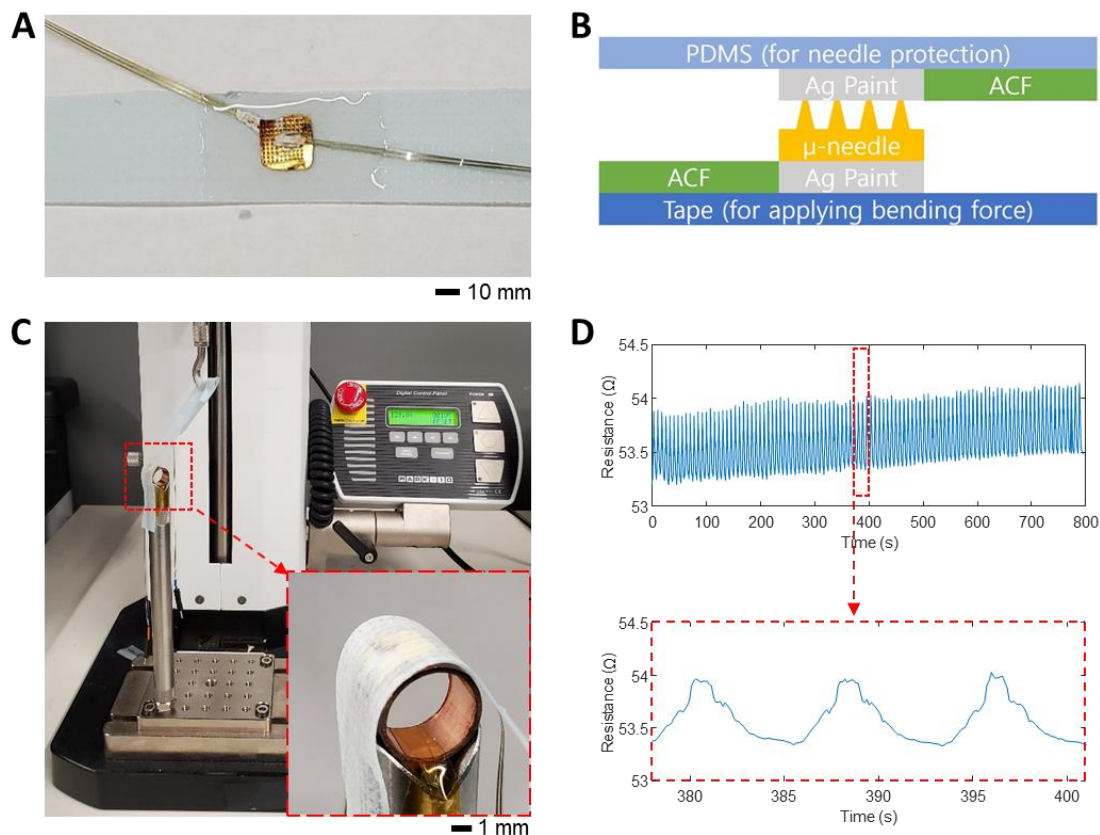 A
B
10 mm
PDMS (for needle protection)
Ag Paint
ACF
μ-needle
ACF
Ag Paint
Tape (for applying bending force)
C
Digital Control Panel
MARK-10
1 mm
D
54.5
54
53.5
53
Resistance (Ω)
0 100 200 300 400 500 600 700 800
Time (s)
54.5
54
53.5
53
Resistance (Ω)
380 385 390 395 400
Time (s)